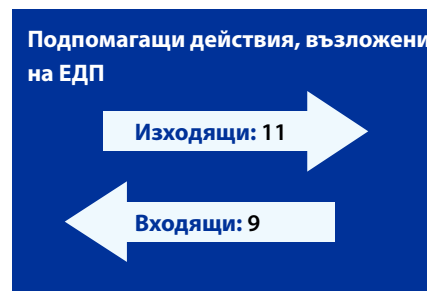 Подпомагащи действия, възложени
на ЕДП
Изходящи: 11
Входящи: 9